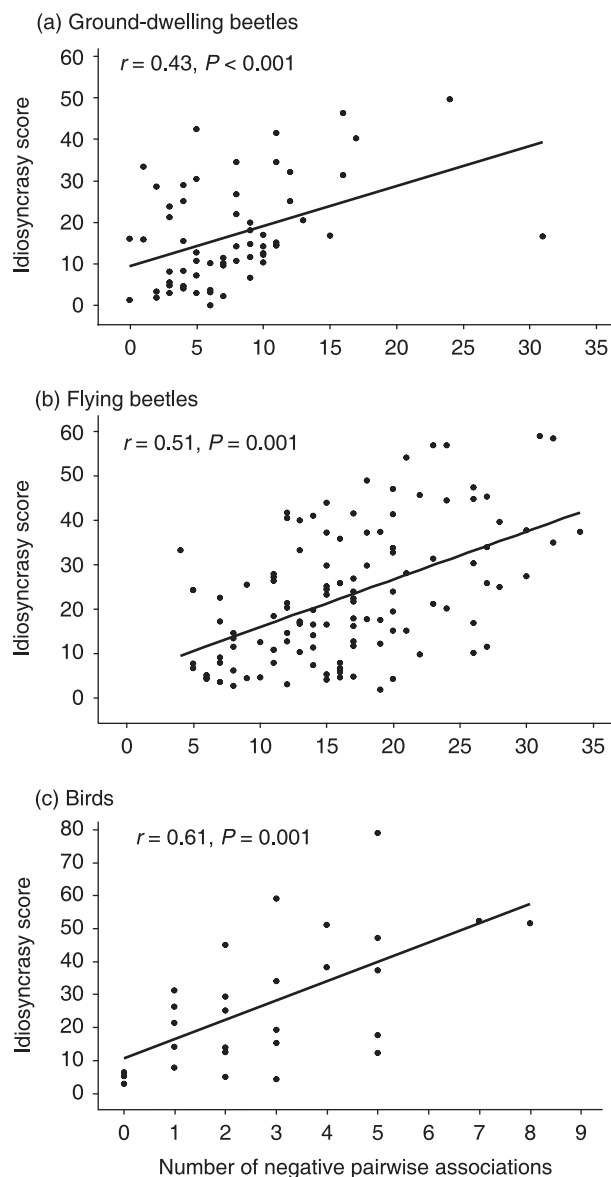 (a) Ground-dwelling beetles
r = 0.43, P < 0.001
Idiosyncrasy score
60
50
40
30
20
10
0
0 5 10 15 20 25 30 35
(b) Flying beetles
r = 0.51, P = 0.001
Idiosyncrasy score
60
50
40
30
20
10
0
0 5 10 15 20 25 30 35
(c) Birds
r = 0.61, P = 0.001
Idiosyncrasy score
80
70
60
50
40
30
20
10
0
0 1 2 3 4 5 6 7 8 9
Number of negative pairwise associations